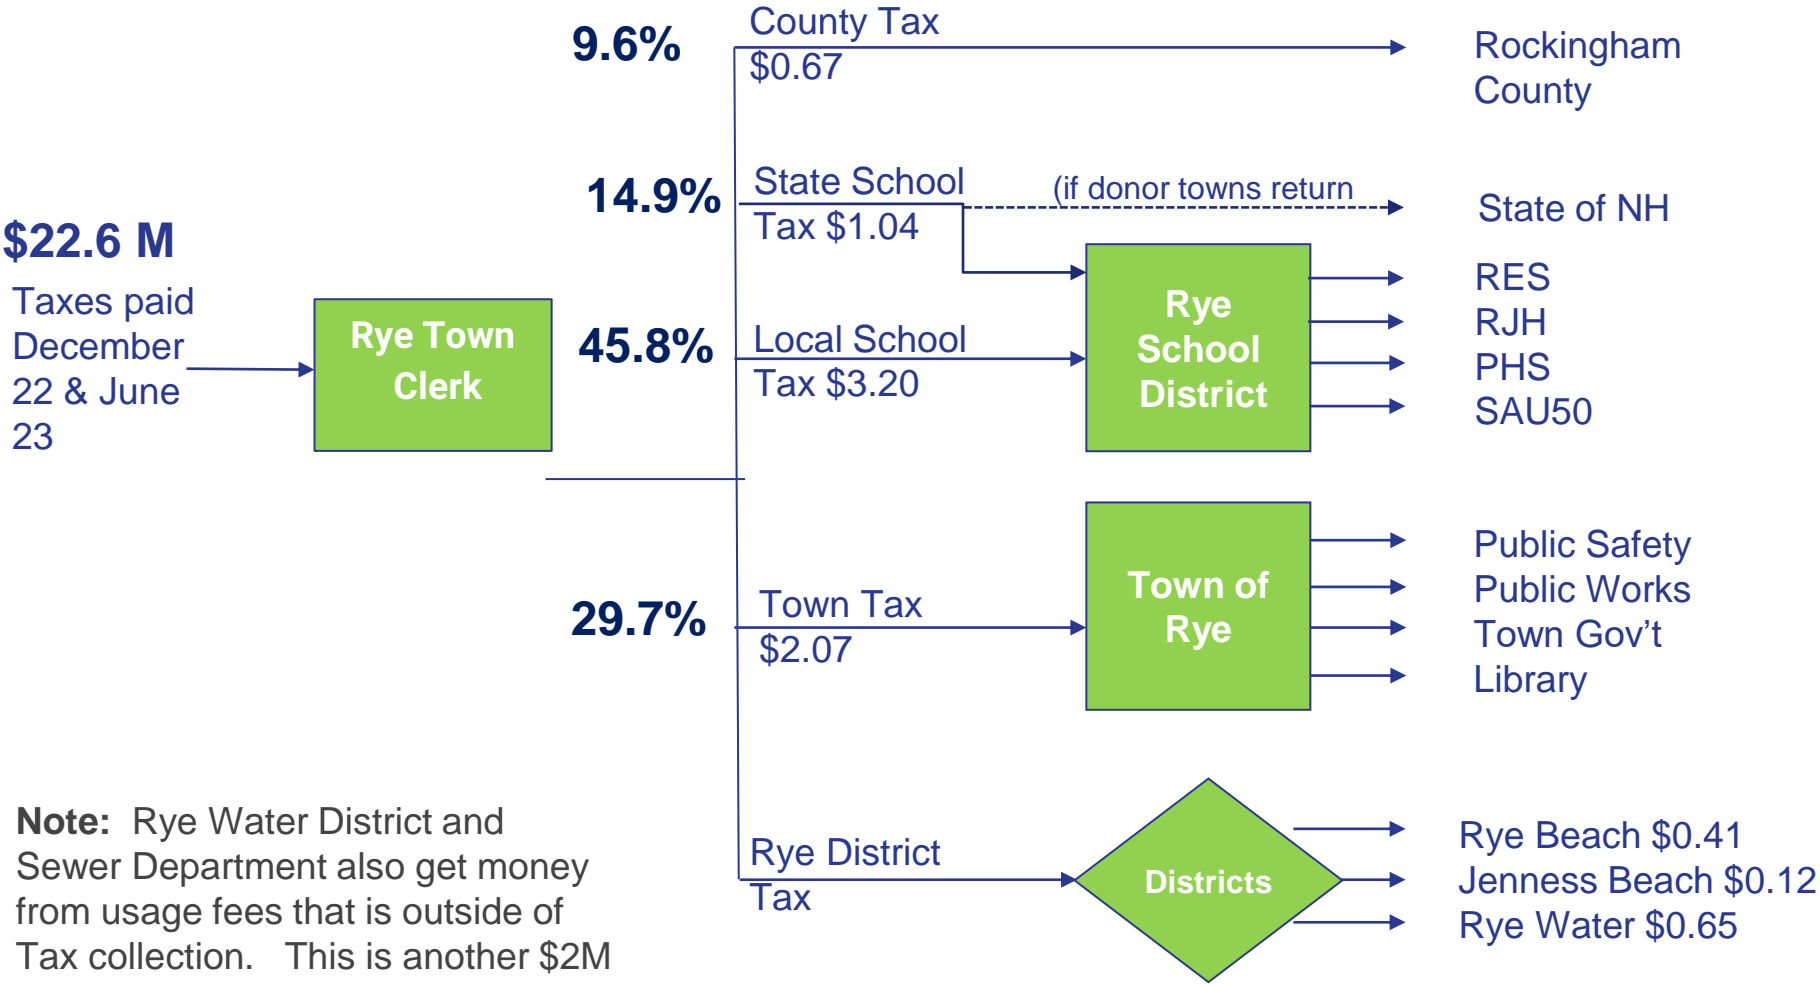 9.6%
County Tax
$0.67
Rockingham
County
14.9%
State School
Tax $1.04
(if donor towns return
State of NH
$22.6 M
Taxes paid
December
22 & June
23
Rye Town
Clerk
45.8%
Local School
Tax $3.20
Rye
School
District
RES
RJH
PHS
SAU50
29.7%
Town Tax
$2.07
Town of
Rye
Public Safety
Public Works
Town Gov’t
Library
Rye District
Tax
Districts
Rye Beach $0.41
Jenness Beach $0.12
Rye Water $0.65
Note: Rye Water District and
Sewer Department also get money
from usage fees that is outside of
Tax collection. This is another $2M